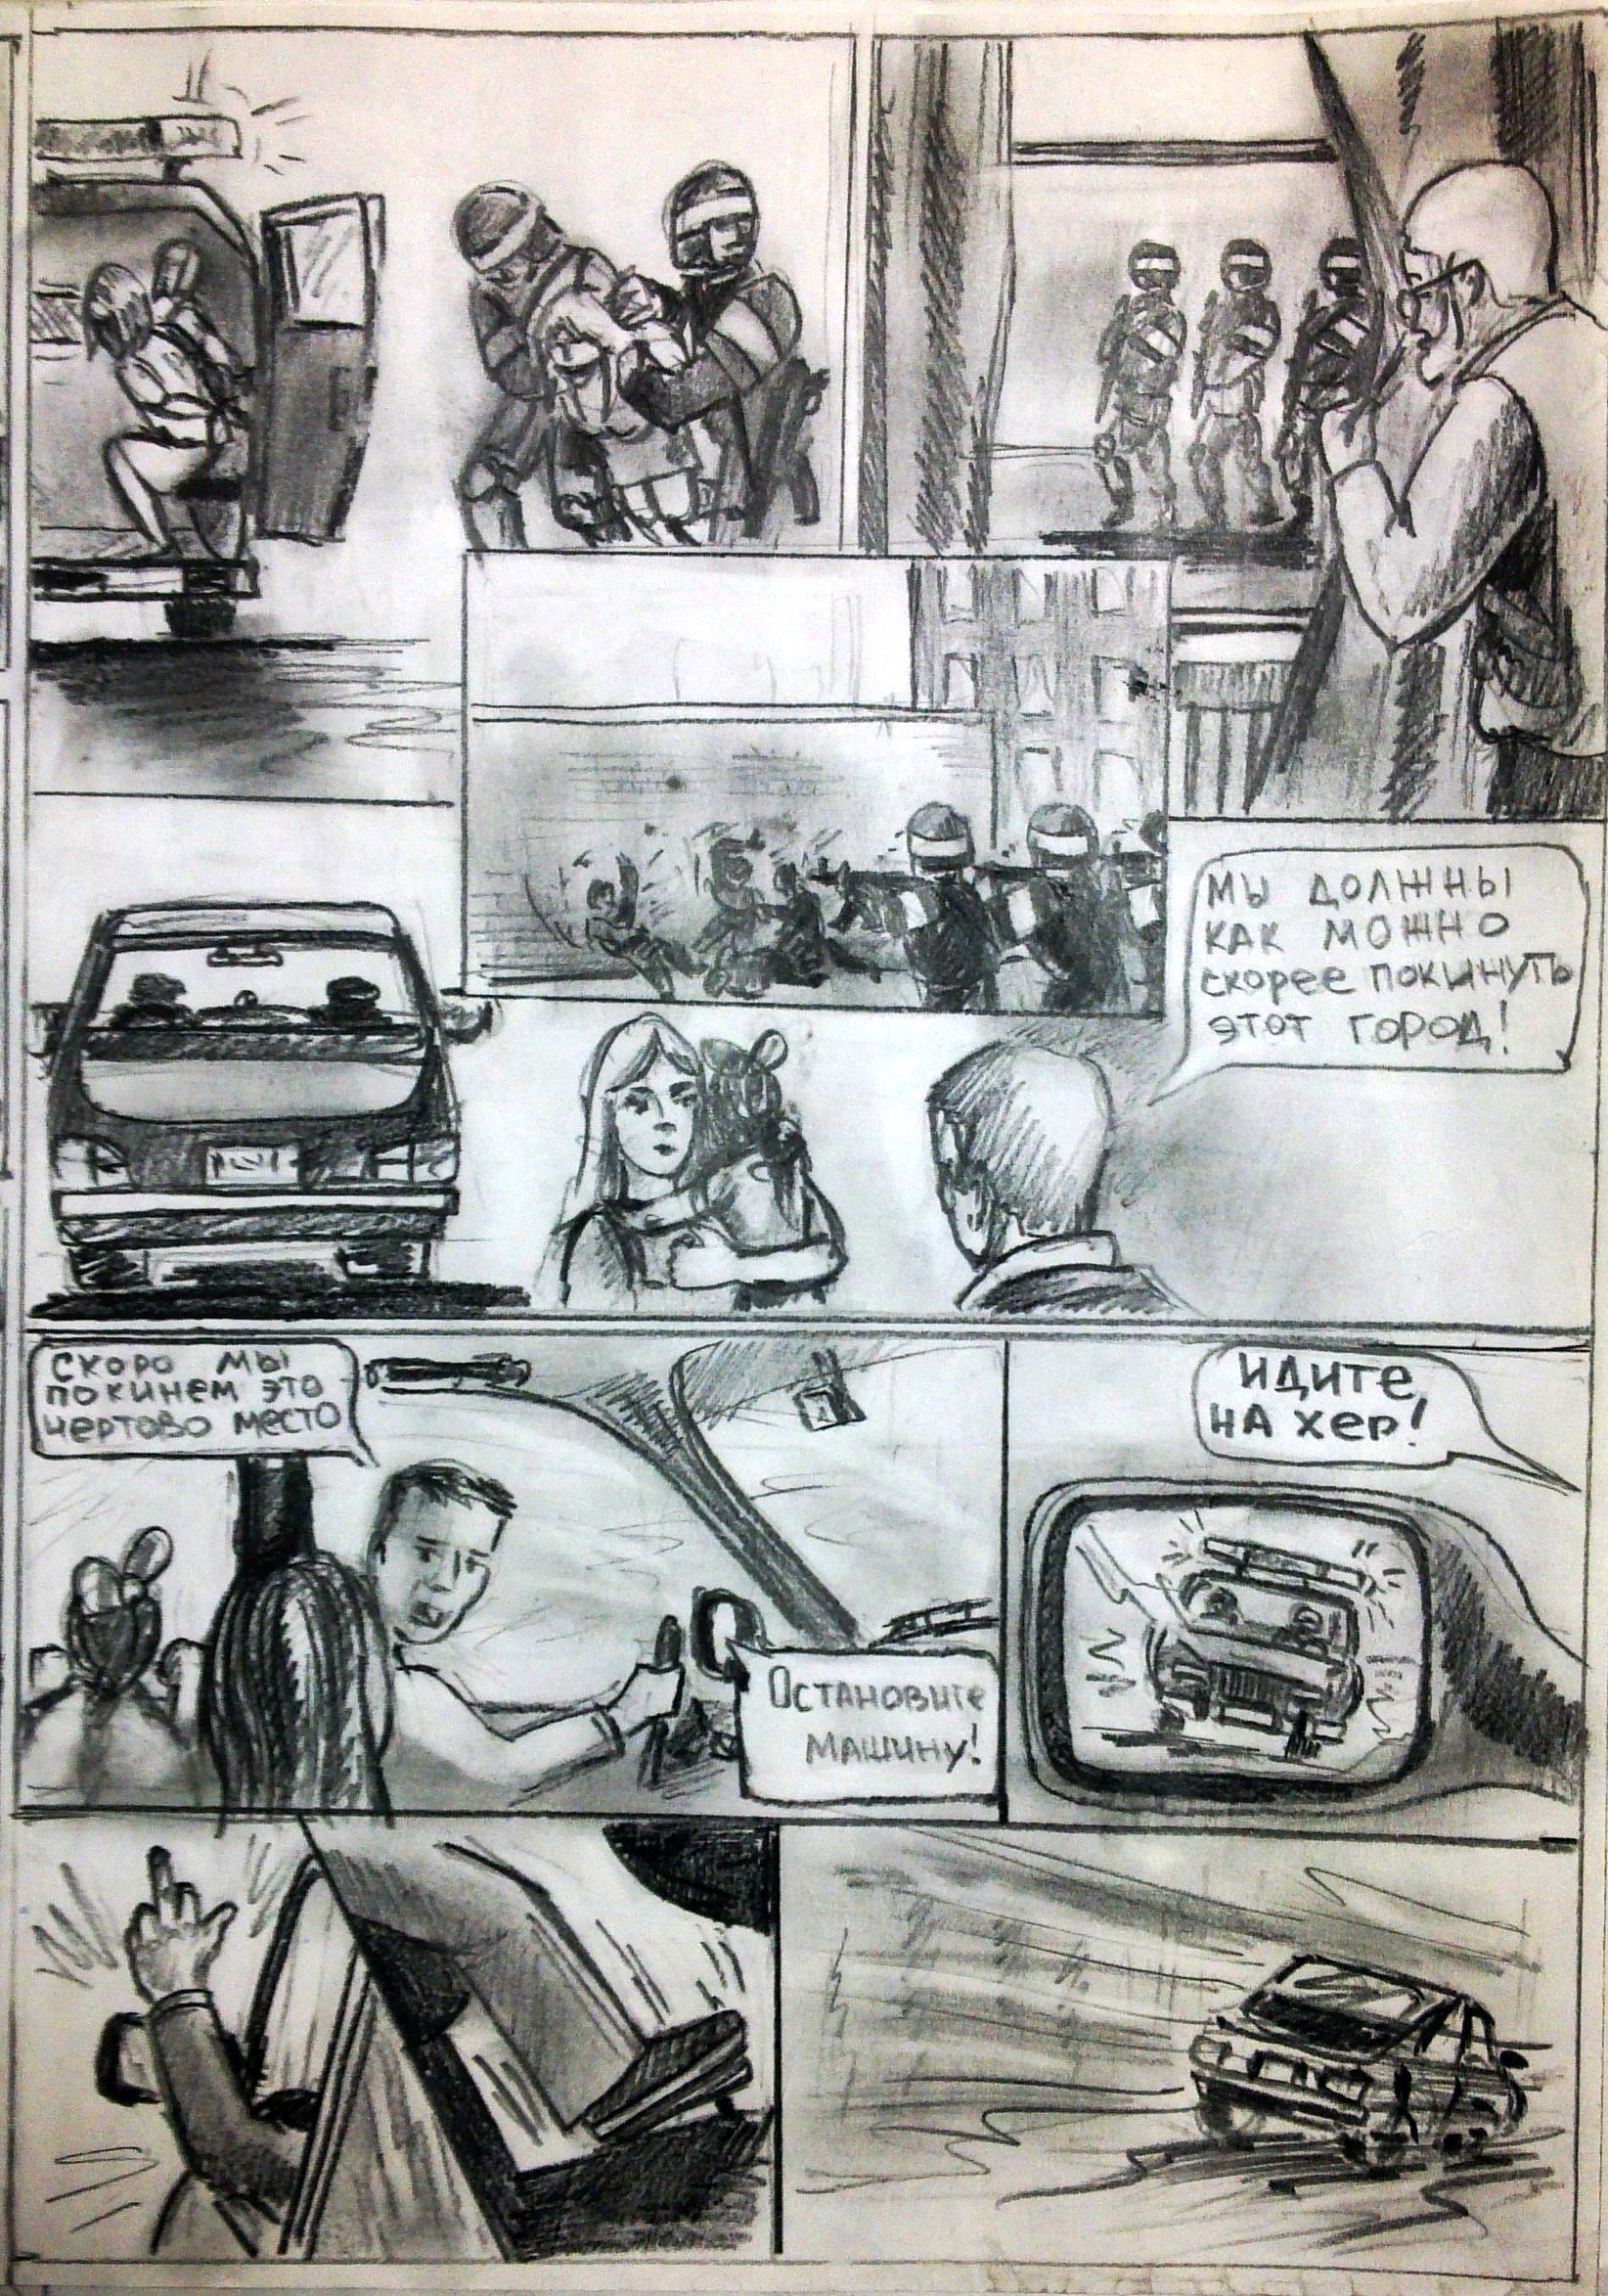 МЫ ДОЛЖНЫ
КАК МОЖНО
скорее покинуть
этот город!
скоро мы
покинем это
чертово место
Остановите
машину!
Идите
на хер!